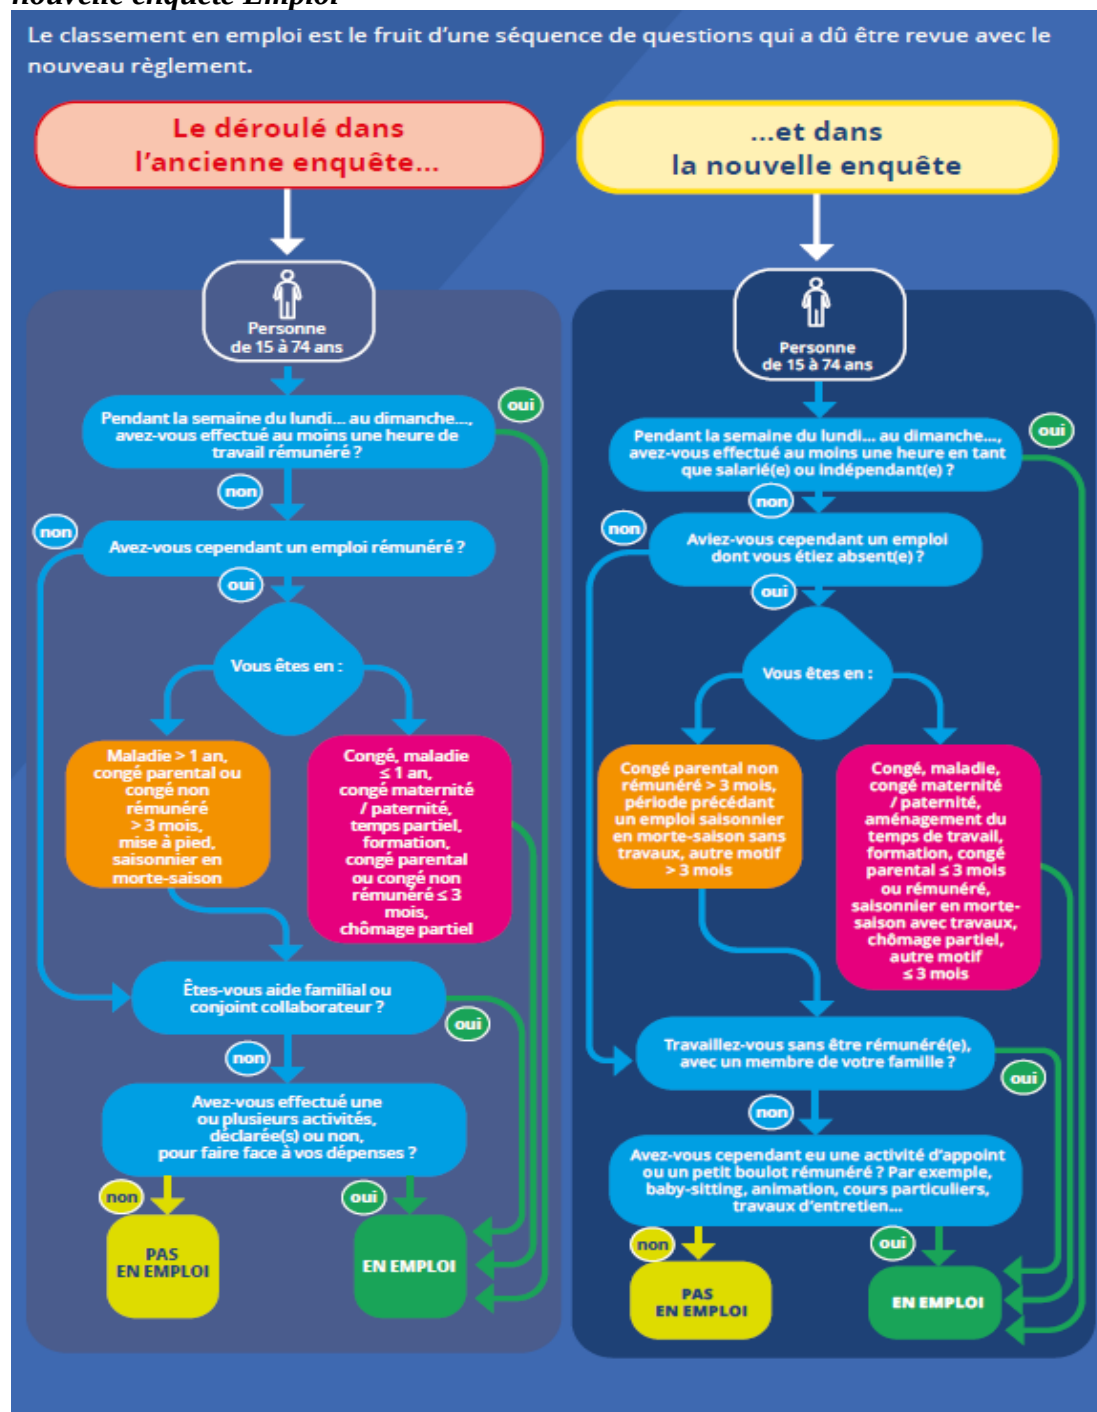 nouvelle enquête Emploi
Le classement en emploi est le fruit d'une séquence de questions qui a dû être revue avec le
nouveau règlement.
Le déroulé dans
l'ancienne enquête...
Personne
de 15 à 74 ans
Pendant la semaine du lundi... au dimanche...,
avez-vous effectué au moins une heure de
travail rémunéré ?
oui
non
non
Avez-vous cependant un emploi rémunéré ?
oui
Vous êtes en :
Maladie > 1 an,
congé parental ou
congé non
rémunéré
> 3 mois,
mise à pied,
saisonnier en
morte-saison
Congé, maladie
≤ 1 an,
congé maternité
/ paternité,
temps partiel,
formation,
congé parental
ou congé non
rémunéré ≤ 3
mois,
chômage partiel
Êtes-vous aide familial ou
conjoint collaborateur ?
oui
non
Avez-vous effectué une
ou plusieurs activités,
déclarée(s) ou non,
pour faire face à vos dépenses ?
non
oui
PAS
EN EMPLOI
EN EMPLOI
...et dans
la nouvelle enquête
Personne
de 15 à 74 ans
Pendant la semaine du lundi... au dimanche...,
avez-vous effectué au moins une heure en tant
que salarié(e) ou indépendant(e) ?
oui
non
non
Aviez-vous cependant un emploi
dont vous étiez absent(e) ?
oui
Vous êtes en :
Congé parental non
rémunéré > 3 mois,
période précédant
un emploi saisonnier
en morte-saison sans
travaux, autre motif
> 3 mois
Congé, maladie,
congé maternité
/ paternité,
aménagement du
temps de travail,
formation, congé
parental ≤ 3 mois
ou rémunéré,
saisonnier en morte-
saison avec travaux,
chômage partiel,
autre motif
≤ 3 mois
Travaillez-vous sans être rémunéré(e),
avec un membre de votre famille ?
oui
non
Avez-vous cependant eu une activité d'appoint
ou un petit boulot rémunéré ? Par exemple,
baby-sitting, animation, cours particuliers,
travaux d'entretien...
non
oui
PAS
EN EMPLOI
EN EMPLOI